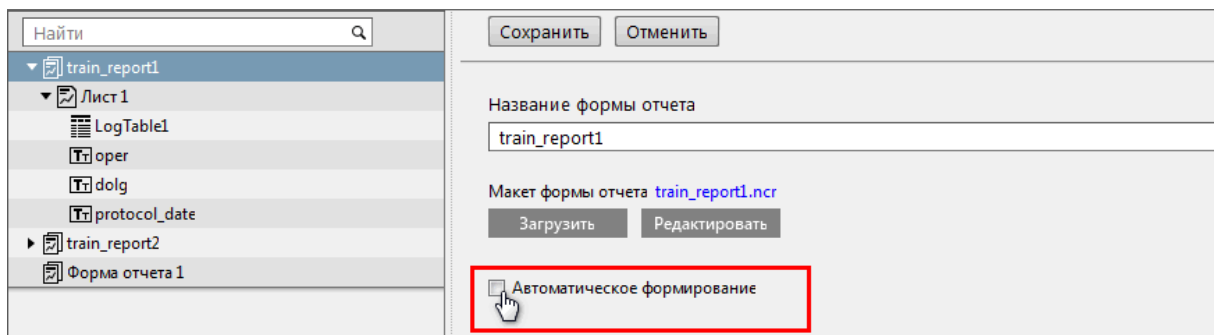 Найти
train_report1
Лист 1
LogTable1
oper
dolg
protocol_date
train_report2
Форма отчета 1
Сохранить Отменить
Название формы отчета
train_report1
Макет формы отчета train_report1.ncr
Загрузить Редактировать
Автоматическое формирование